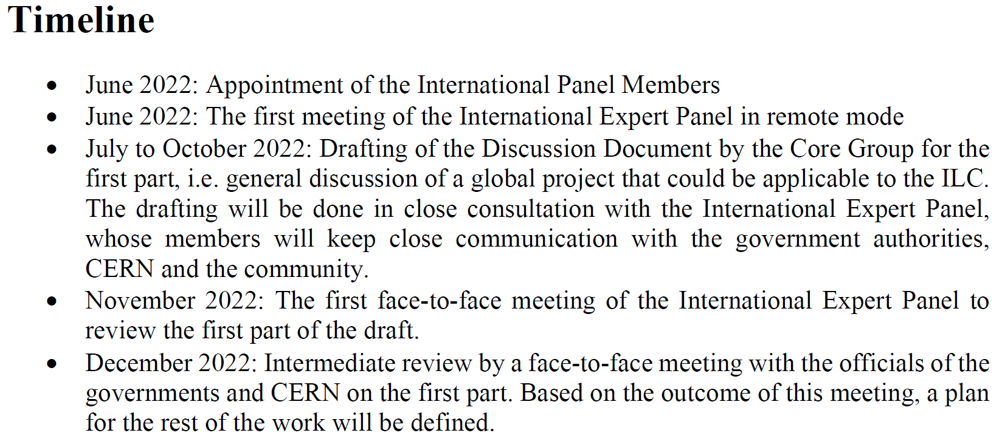 Timeline
• June 2022: Appointment of the International Panel Members
• June 2022: The first meeting of the International Expert Panel in remote mode
• July to October 2022: Drafting of the Discussion Document by the Core Group for the
first part, i.e. general discussion of a global project that could be applicable to the ILC.
The drafting will be done in close consultation with the International Expert Panel,
whose members will keep close communication with the government authorities,
CERN and the community.
• November 2022: The first face-to-face meeting of the International Expert Panel to
review the first part of the draft.
• December 2022: Intermediate review by a face-to-face meeting with the officials of the
governments and CERN on the first part. Based on the outcome of this meeting, a plan
for the rest of the work will be defined.